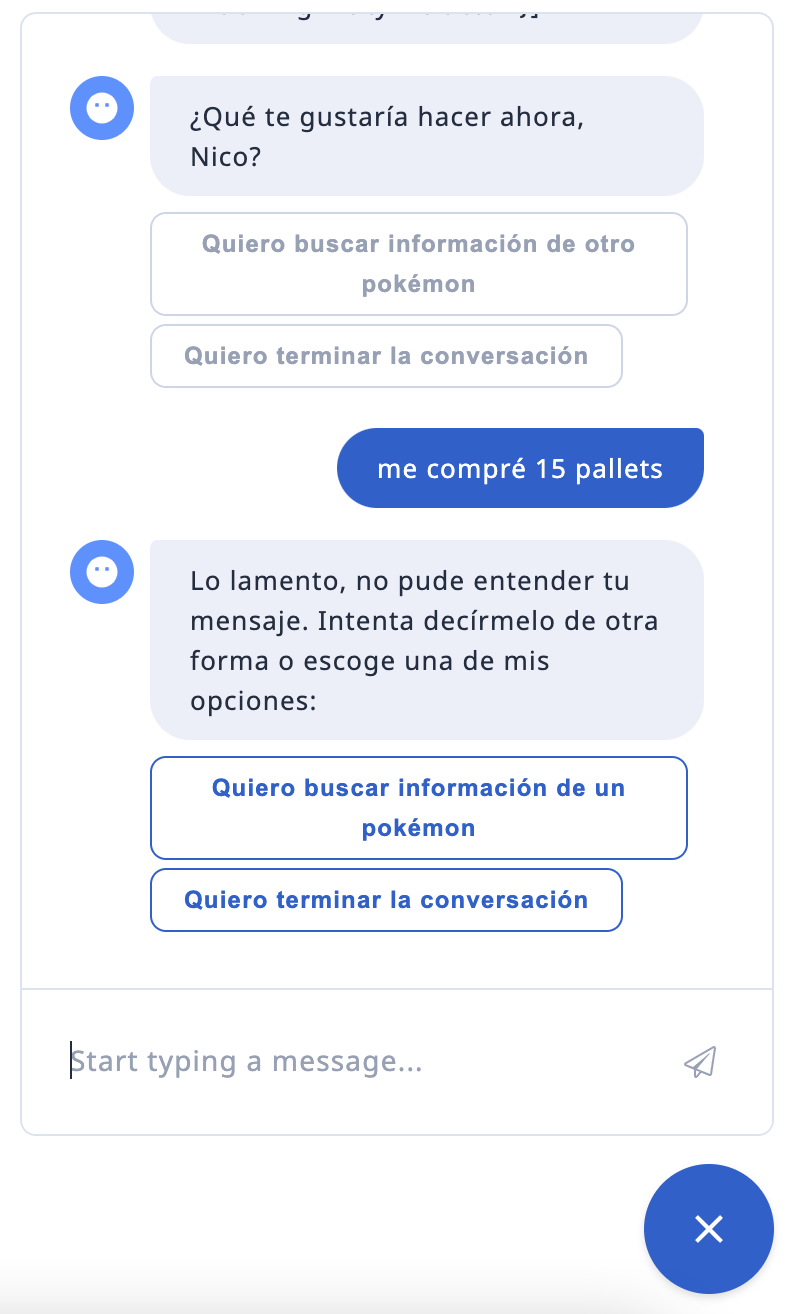 ¿Qué te gustaría hacer ahora,
Nico?
Quiero buscar información de otro
pokémon
Quiero terminar la conversación
me compré 15 pallets
Lo lamento, no pude entender tu
mensaje. Intenta decírmelo de otra
forma o escoge una de mis
opciones:
Quiero buscar información de un
pokémon
Quiero terminar la conversación
Start typing a message...